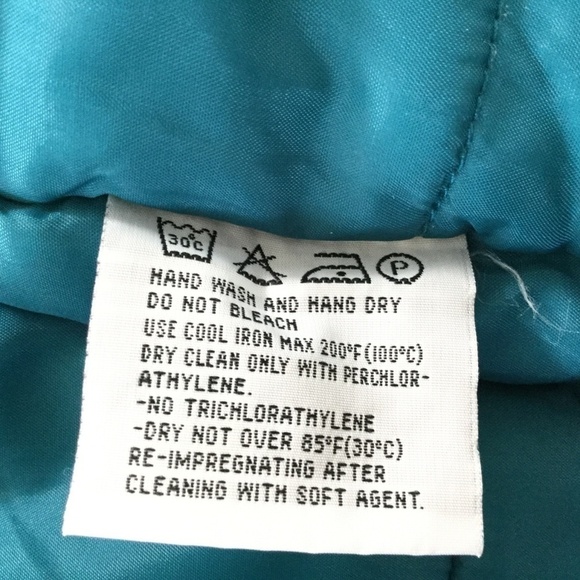 30°C P
HAND WASH AND HANG DRY
DO NOT BLEACH
USE COOL IRON MAX 200°F(100°C)
DRY CLEAN ONLY WITH PERCHLOR-
ATHYLENE.
-NO TRICHLORATHYLENE
-DRY NOT OVER 85°F(30°C)
RE-IMPREGNATING AFTER
CLEANING WITH SOFT AGENT.